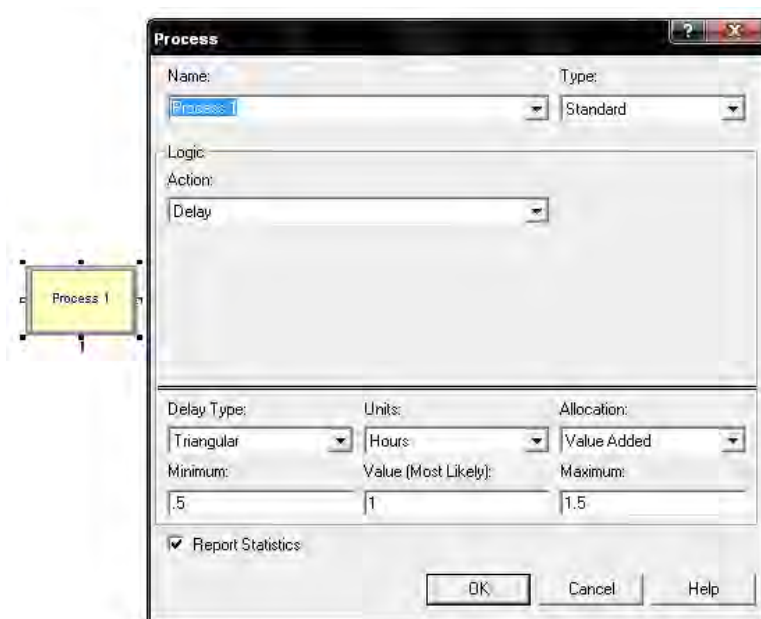 Process
?
X
Name:
Type:
Process 1
Standard
Logic
Action:
Delay
Process 1
Delay Type:
Units:
Allocation:
Triangular
Hours
Value Added
Minimum:
Value (Most Likely):
Maximum:
.5
1
1.5
Report Statistics
OK
Cancel
Help